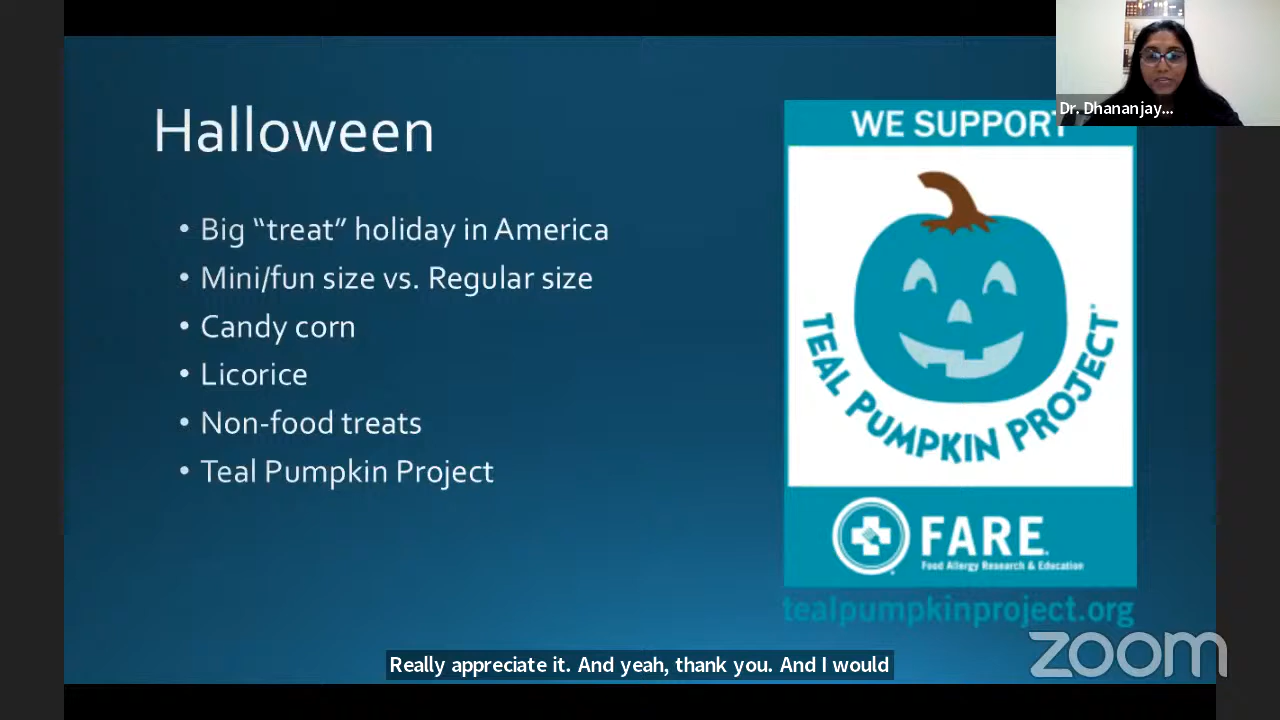 Dr. Dhananjay...
Halloween
• Big “treat” holiday in America
• Mini/fun size vs. Regular size
• Candy corn
• Licorice
• Non-food treats
• Teal Pumpkin Project
WE SUPPORT
TEAL PUMPKIN PROJECT
FARE
Food Allergy Research & Education
tealpumpkinproject.org
Really appreciate it. And yeah, thank you. And I would
zoom